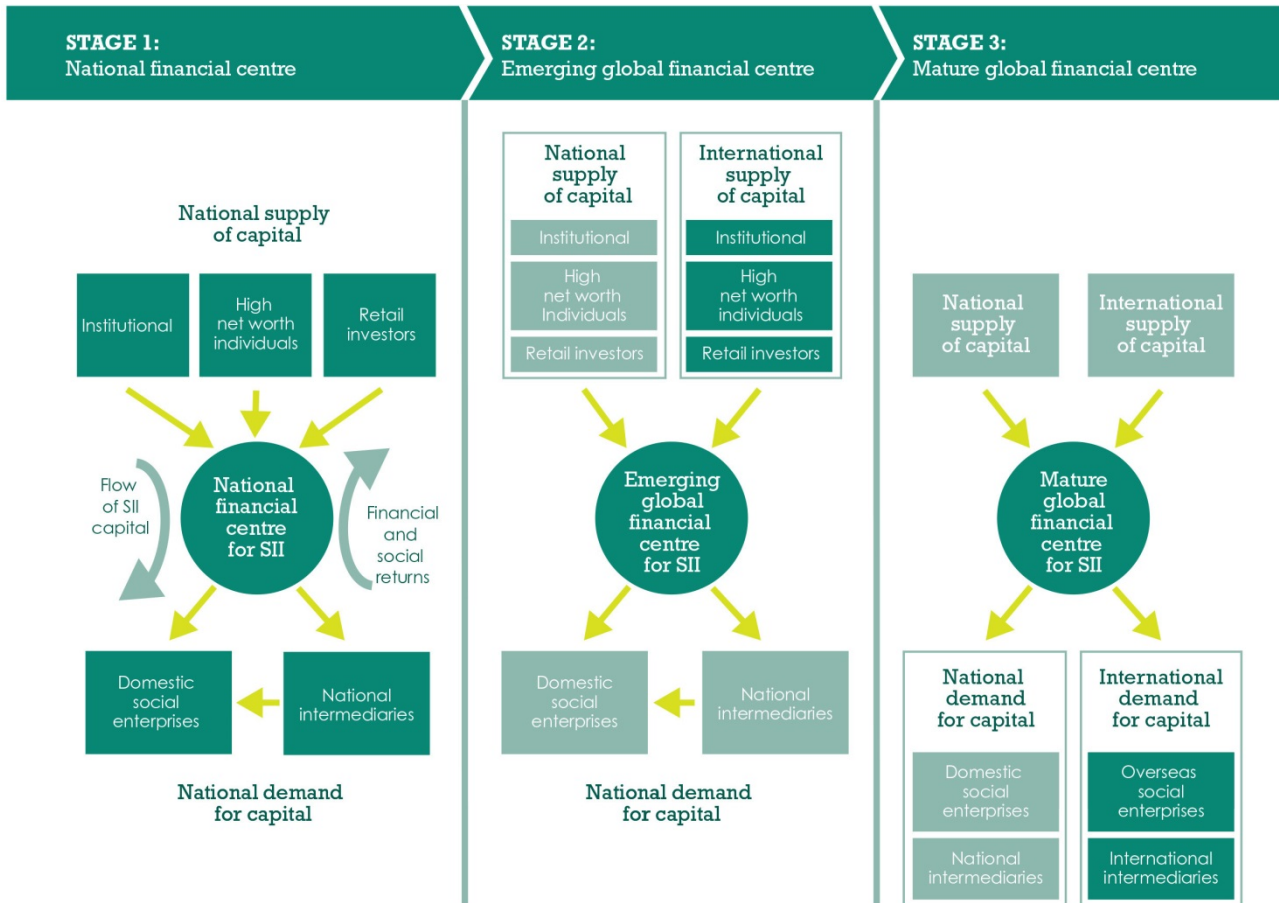 STAGE 1:
National financial centre
STAGE 2:
Emerging global financial centre
STAGE 3:
Mature global financial centre
National supply
of capital
Institutional
High
net worth
individuals
Retail
investors
Flow
of SII
capital
National
financial
centre
for SII
Financial
and
social
returns
Domestic
social
enterprises
National
intermediaries
National demand
for capital
National
supply
of capital
Institutional
High
net worth
Individuals
Retail investors
International
supply
of capital
Institutional
High
net worth
individuals
Retail investors
Emerging
global
financial
centre
for SII
Domestic
social
enterprises
National
intermediaries
National demand
for capital
National
supply
of capital
International
supply
of capital
Mature
global
financial
centre
for SII
National
demand
for capital
Domestic
social
enterprises
National
intermediaries
International
demand
for capital
Overseas
social
enterprises
International
intermediaries